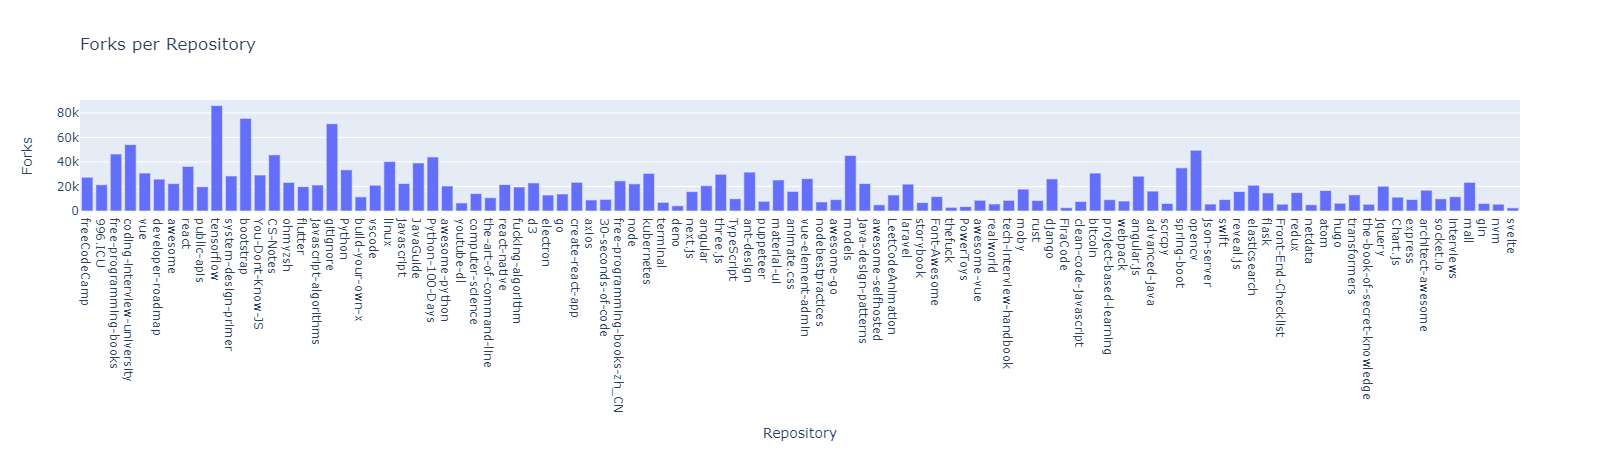 Forks per Repository
Forks
80k
60k
40k
20k
0
freeCodeCamp
996.ICU
free-programming-books
coding-interview-university
vue
developer-roadmap
awesome
react
public-apis
tensorflow
system-design-primer
bootstrap
You-Dont-Know-JS
CS-Notes
ohmyzsh
flutter
javascript-algorithms
gitignore
Python
build-your-own-x
vscode
linux
javascript
JavaGuide
Python-100-Days
awesome-python
youtube-dl
computer-science
the-art-of-command-line
react-native
fucking-algorithm
d3
electron
go
create-react-app
axios
30-seconds-of-code
free-programming-books-zh_CN
node
kubernetes
terminal
deno
next.js
angular
three.js
TypeScript
ant-design
puppeteer
material-ui
animate.css
vue-element-admin
nodebestpractices
awesome-go
models
java-design-patterns
awesome-selfhosted
LeetCodeAnimation
laravel
storybook
Font-Awesome
thefuck
PowerToys
awesome-vue
realworld
tech-interview-handbook
moby
rust
django
FiraCode
clean-code-javascript
bitcoin
project-based-learning
webpack
angular.js
advanced-java
scrcpy
spring-boot
opencv
json-server
swift
reveal.js
elasticsearch
flask
Front-End-Checklist
redux
netdata
atom
hugo
transformers
the-book-of-secret-knowledge
jquery
Chart.js
express
architect-awesome
socket.io
interviews
mall
gin
nvm
svelte
Repository